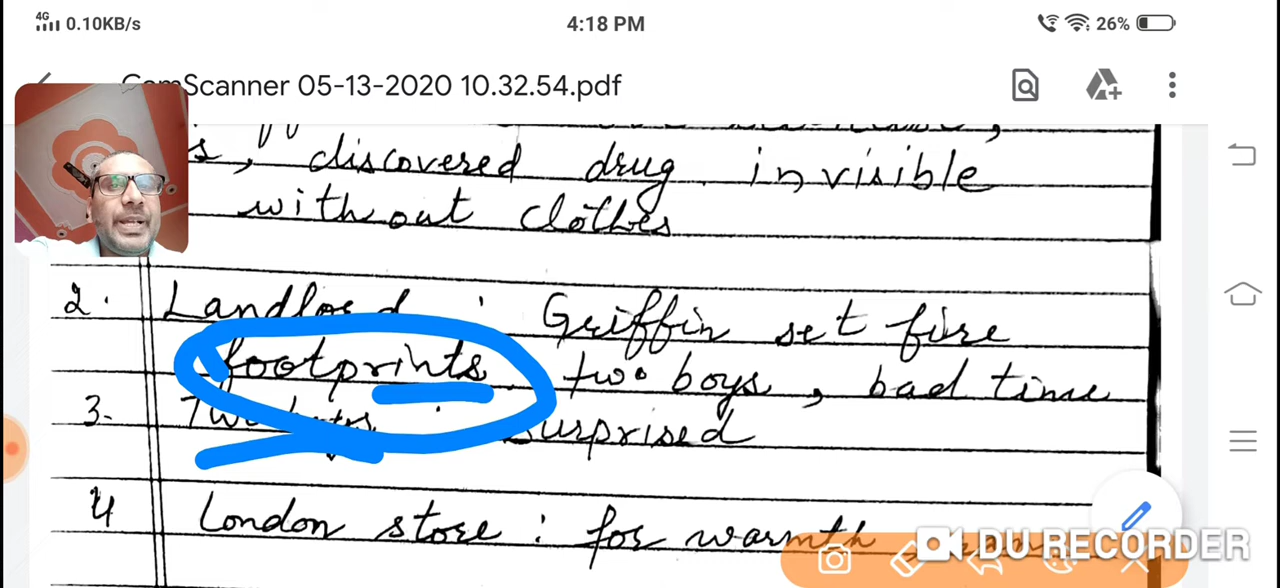 4G 0.10KB/s 4:18 PM 26%
CamScanner 05-13-2020 10.32.54.pdf
s, discovered drug. invisible
without clothes
2. Landlord : Griffin set fire
footprints. two boys, bad time
3- Two boys : Surprised
4 London store : for warmth
DU RECORDER